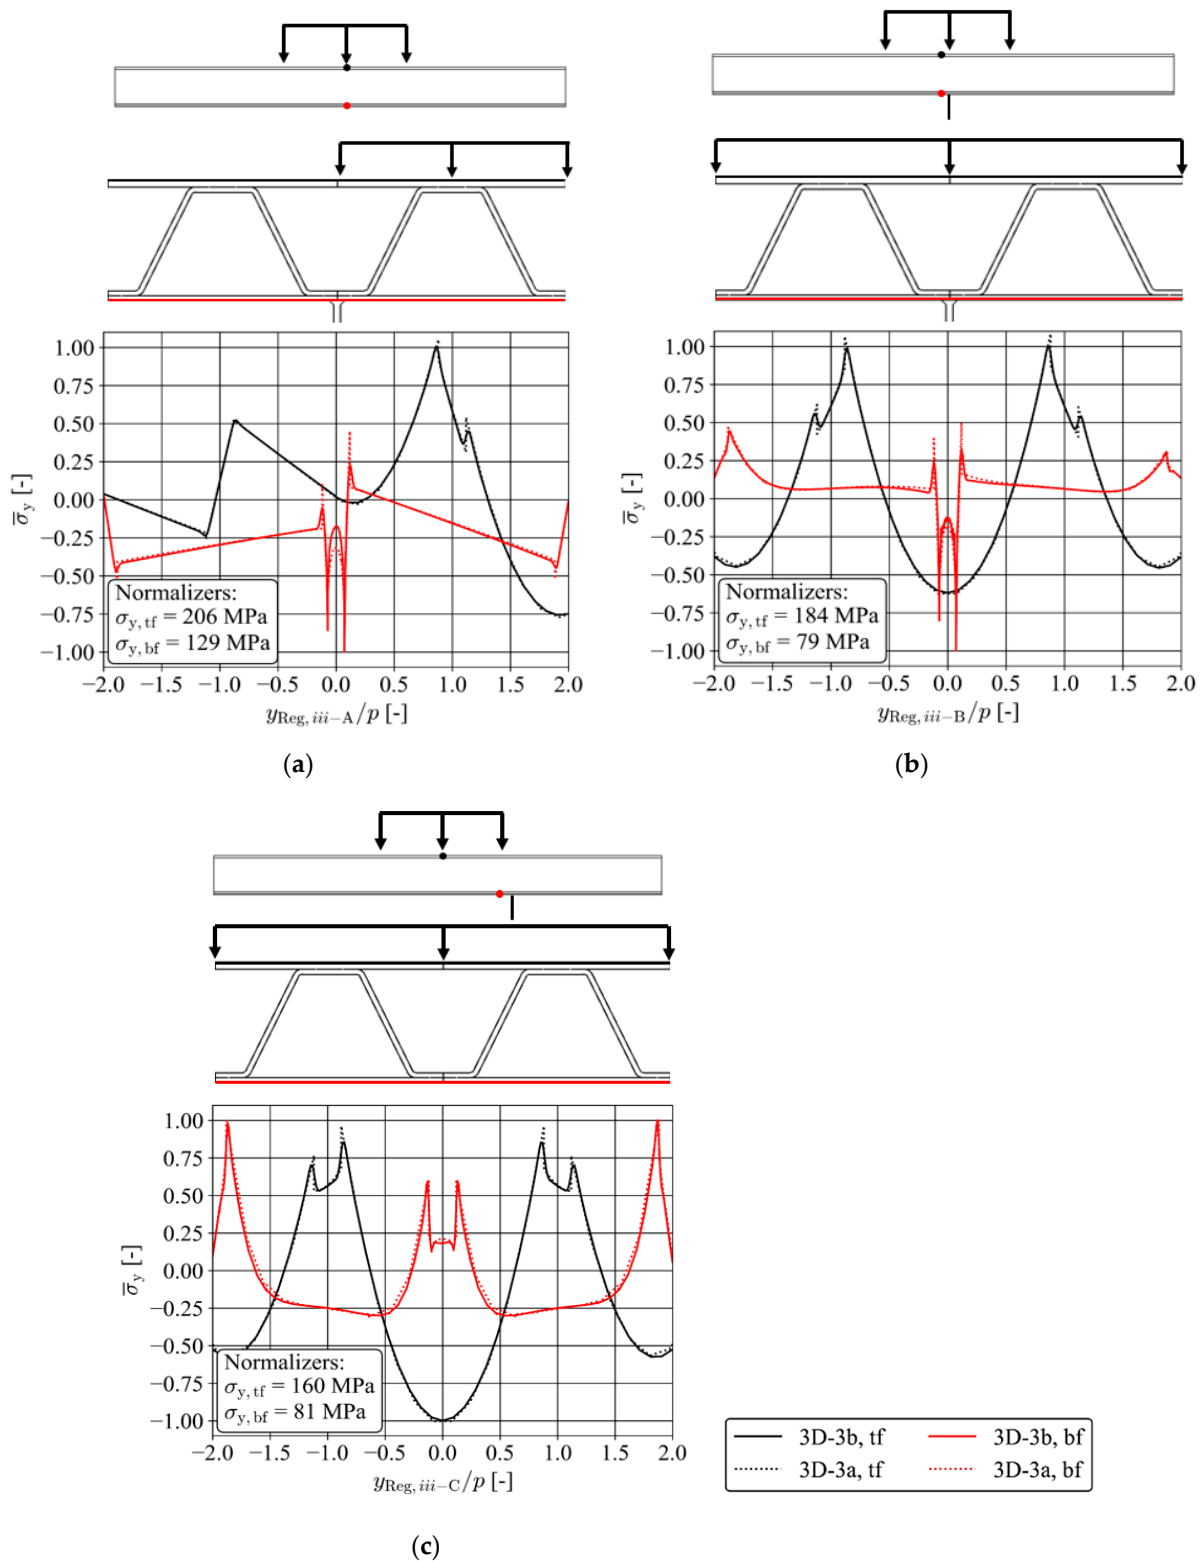 1.00
0.75
0.50
0.25
0.00
−0.25
−0.50
−0.75
−1.00
σ̅y [-]
Normalizers:
σy, tf = 206 MPa
σy, bf = 129 MPa
−2.0 −1.5 −1.0 −0.5 0.0 0.5 1.0 1.5 2.0
yReg, iii−A/p [-]
(a)
1.00
0.75
0.50
0.25
0.00
−0.25
−0.50
−0.75
−1.00
σ̅y [-]
Normalizers:
σy, tf = 184 MPa
σy, bf = 79 MPa
−2.0 −1.5 −1.0 −0.5 0.0 0.5 1.0 1.5 2.0
yReg, iii−B/p [-]
(b)
1.00
0.75
0.50
0.25
0.00
−0.25
−0.50
−0.75
−1.00
σ̅y [-]
Normalizers:
σy, tf = 160 MPa
σy, bf = 81 MPa
−2.0 −1.5 −1.0 −0.5 0.0 0.5 1.0 1.5 2.0
yReg, iii−C/p [-]
(c)
3D-3b, tf 3D-3b, bf
3D-3a, tf 3D-3a, bf